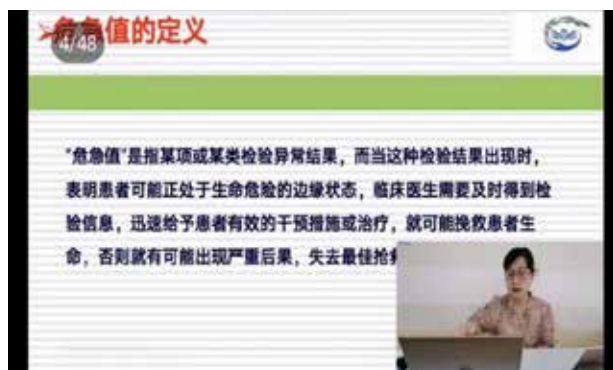 危急值的定义
4/48
"危急值"是指某项或某类检验异常结果，而当这种检验结果出现时，
表明患者可能正处于生命危险的边缘状态，临床医生需要及时得到检
验信息，迅速给予患者有效的干预措施或治疗，就可能挽救患者生
命，否则就有可能出现严重后果，失去最佳抢